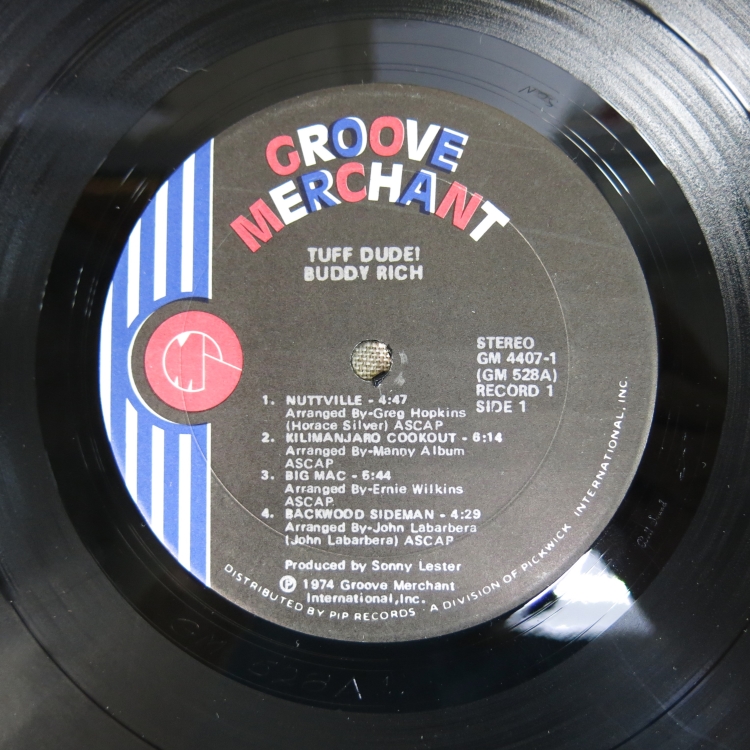 GROOVE
MERCHANT
TUFF DUDE!
BUDDY RICH
STEREO
GM 4407-1
(GM 528A)
RECORD 1
SIDE 1
1. NUTTVILLE - 4:47
Arranged By-Greg Hopkins
(Horace Silver) ASCAP
2. KILIMANJARO COOKOUT - 6:14
Arranged By-Manny Album
ASCAP
3. BIG MAC - 5:44
Arranged By-Ernie Wilkins
ASCAP
4. BACKWOOD SIDEMAN - 4:29
Arranged By-John Labarbera
(John Labarbera) ASCAP
Produced by Sonny Lester
Ⓟ 1974 Groove Merchant
International, Inc.
DISTRIBUTED BY PIP RECORDS · A DIVISION OF PICKWICK INTERNATIONAL, INC.
GM 528A